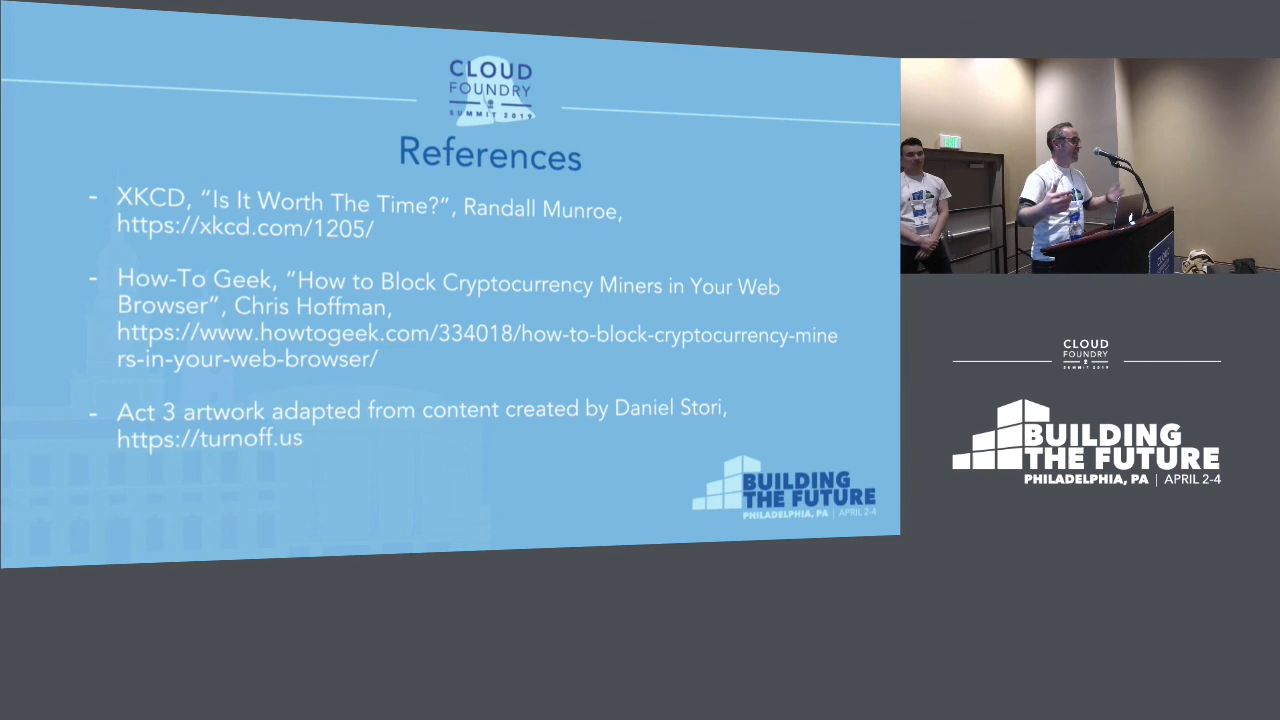 CLOUD
FOUNDRY
SUMMIT 2019
References
- XKCD, “Is It Worth The Time?”, Randall Munroe,
https://xkcd.com/1205/
- How-To Geek, “How to Block Cryptocurrency Miners in Your Web
Browser”, Chris Hoffman,
https://www.howtogeek.com/334018/how-to-block-cryptocurrency-mine
rs-in-your-web-browser/
- Act 3 artwork adapted from content created by Daniel Stori,
https://turnoff.us
BUILDING
THE FUTURE
PHILADELPHIA, PA | APRIL 2-4
EXIT
CLOUD
FOUNDRY
SUMMIT 2019
BUILDING
THE FUTURE
PHILADELPHIA, PA | APRIL 2-4